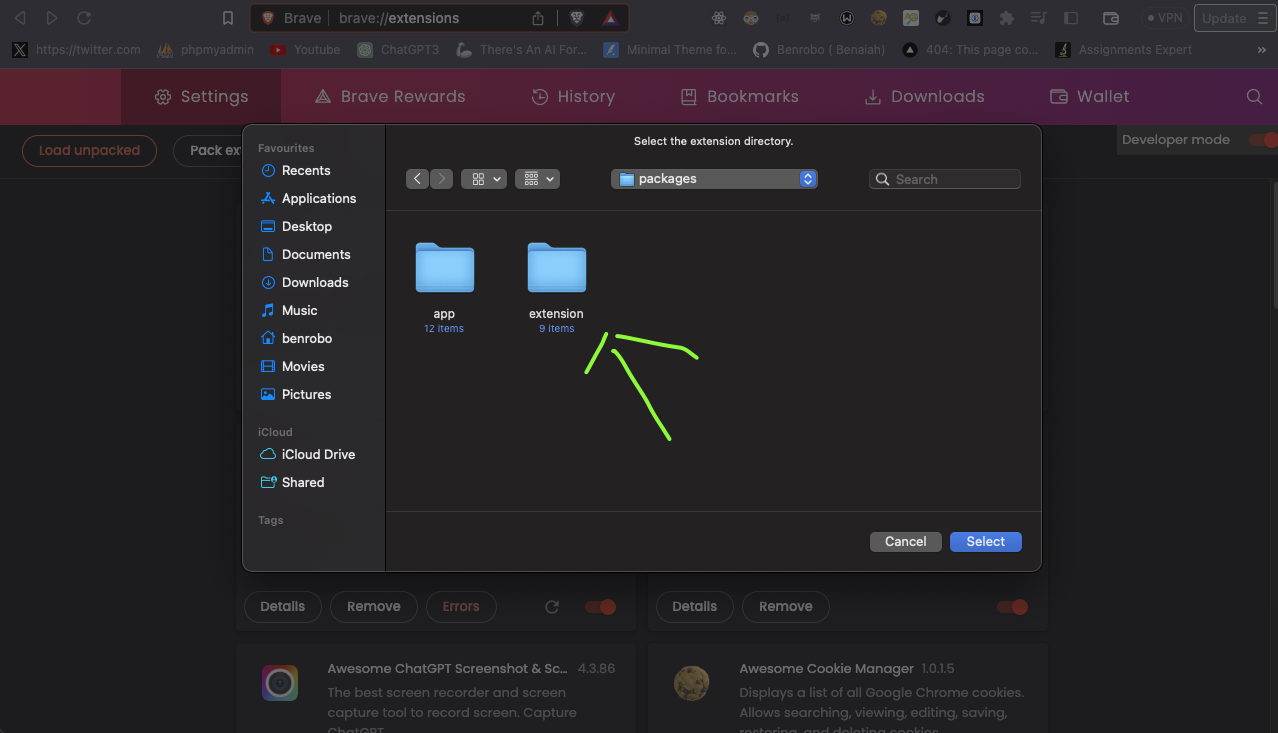 Brave brave://extensions VPN Update
https://twitter.com phpmyadmin Youtube ChatGPT3 There's An AI For... Minimal Theme fo... Benrobo ( Benaiah) 404: This page co... Assignments Expert »
Settings Brave Rewards History Bookmarks Downloads Wallet
Load unpacked Pack ex Developer mode
Select the extension directory.
Favourites
Recents
Applications
Desktop
Documents
Downloads
Music
benrobo
Movies
Pictures
iCloud
iCloud Drive
Shared
Tags
packages Search
app extension
12 items 9 items
Cancel Select
Details Remove Errors Details Remove
Awesome ChatGPT Screenshot & Sc... 4.3.86
The best screen recorder and screen
capture tool to record screen. Capture
ChatGPT
Awesome Cookie Manager 1.0.1.5
Displays a list of all Google Chrome cookies.
Allows searching, viewing, editing, saving,
restoring, and deleting cookies